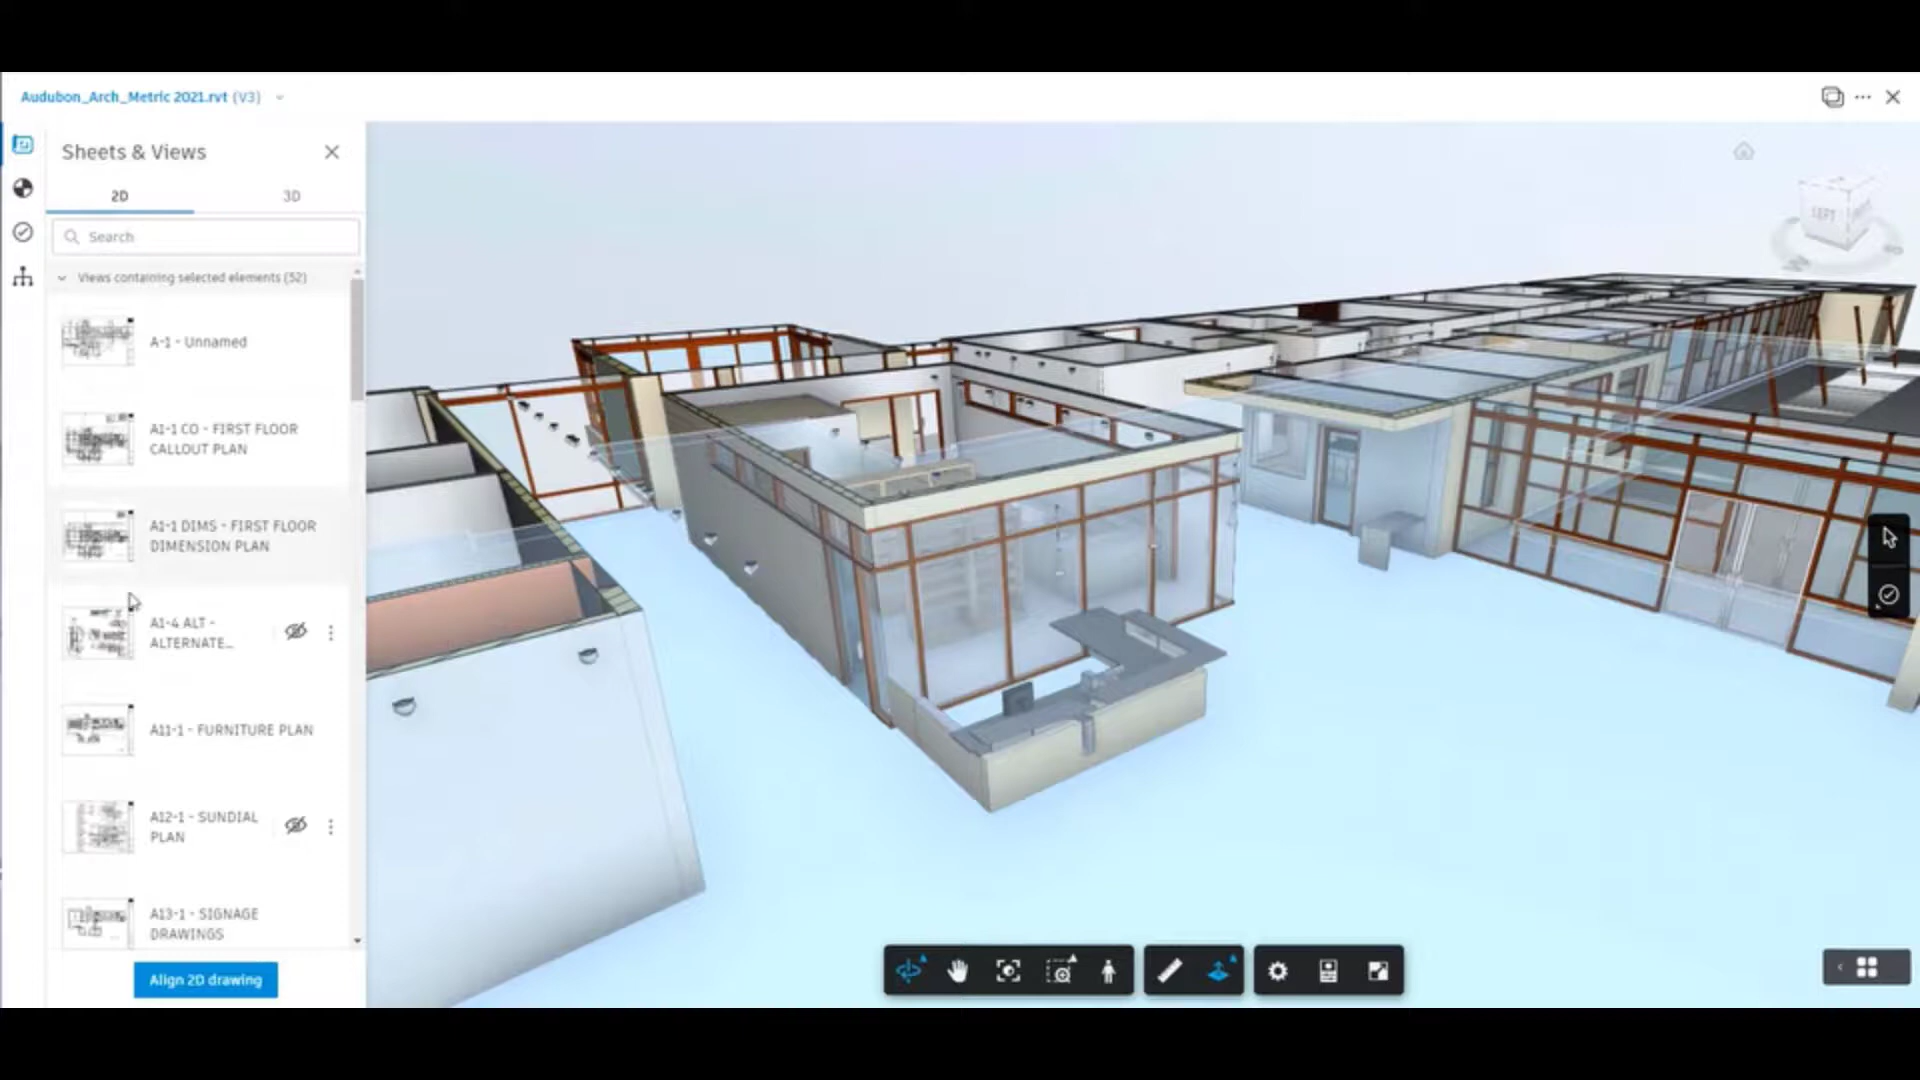 Audubon_Arch_Metric 2021.rvt (V3)
Sheets & Views
2D
3D
Search
Views containing selected elements (52)
A-1 - Unnamed
A1-1 CO - FIRST FLOOR
CALLOUT PLAN
A1-1 DIMS - FIRST FLOOR
DIMENSION PLAN
A1-4 ALT -
ALTERNATE...
A11-1 - FURNITURE PLAN
A12-1 - SUNDIAL
PLAN
A13-1 - SIGNAGE
DRAWINGS
Align 2D drawing
LEFT